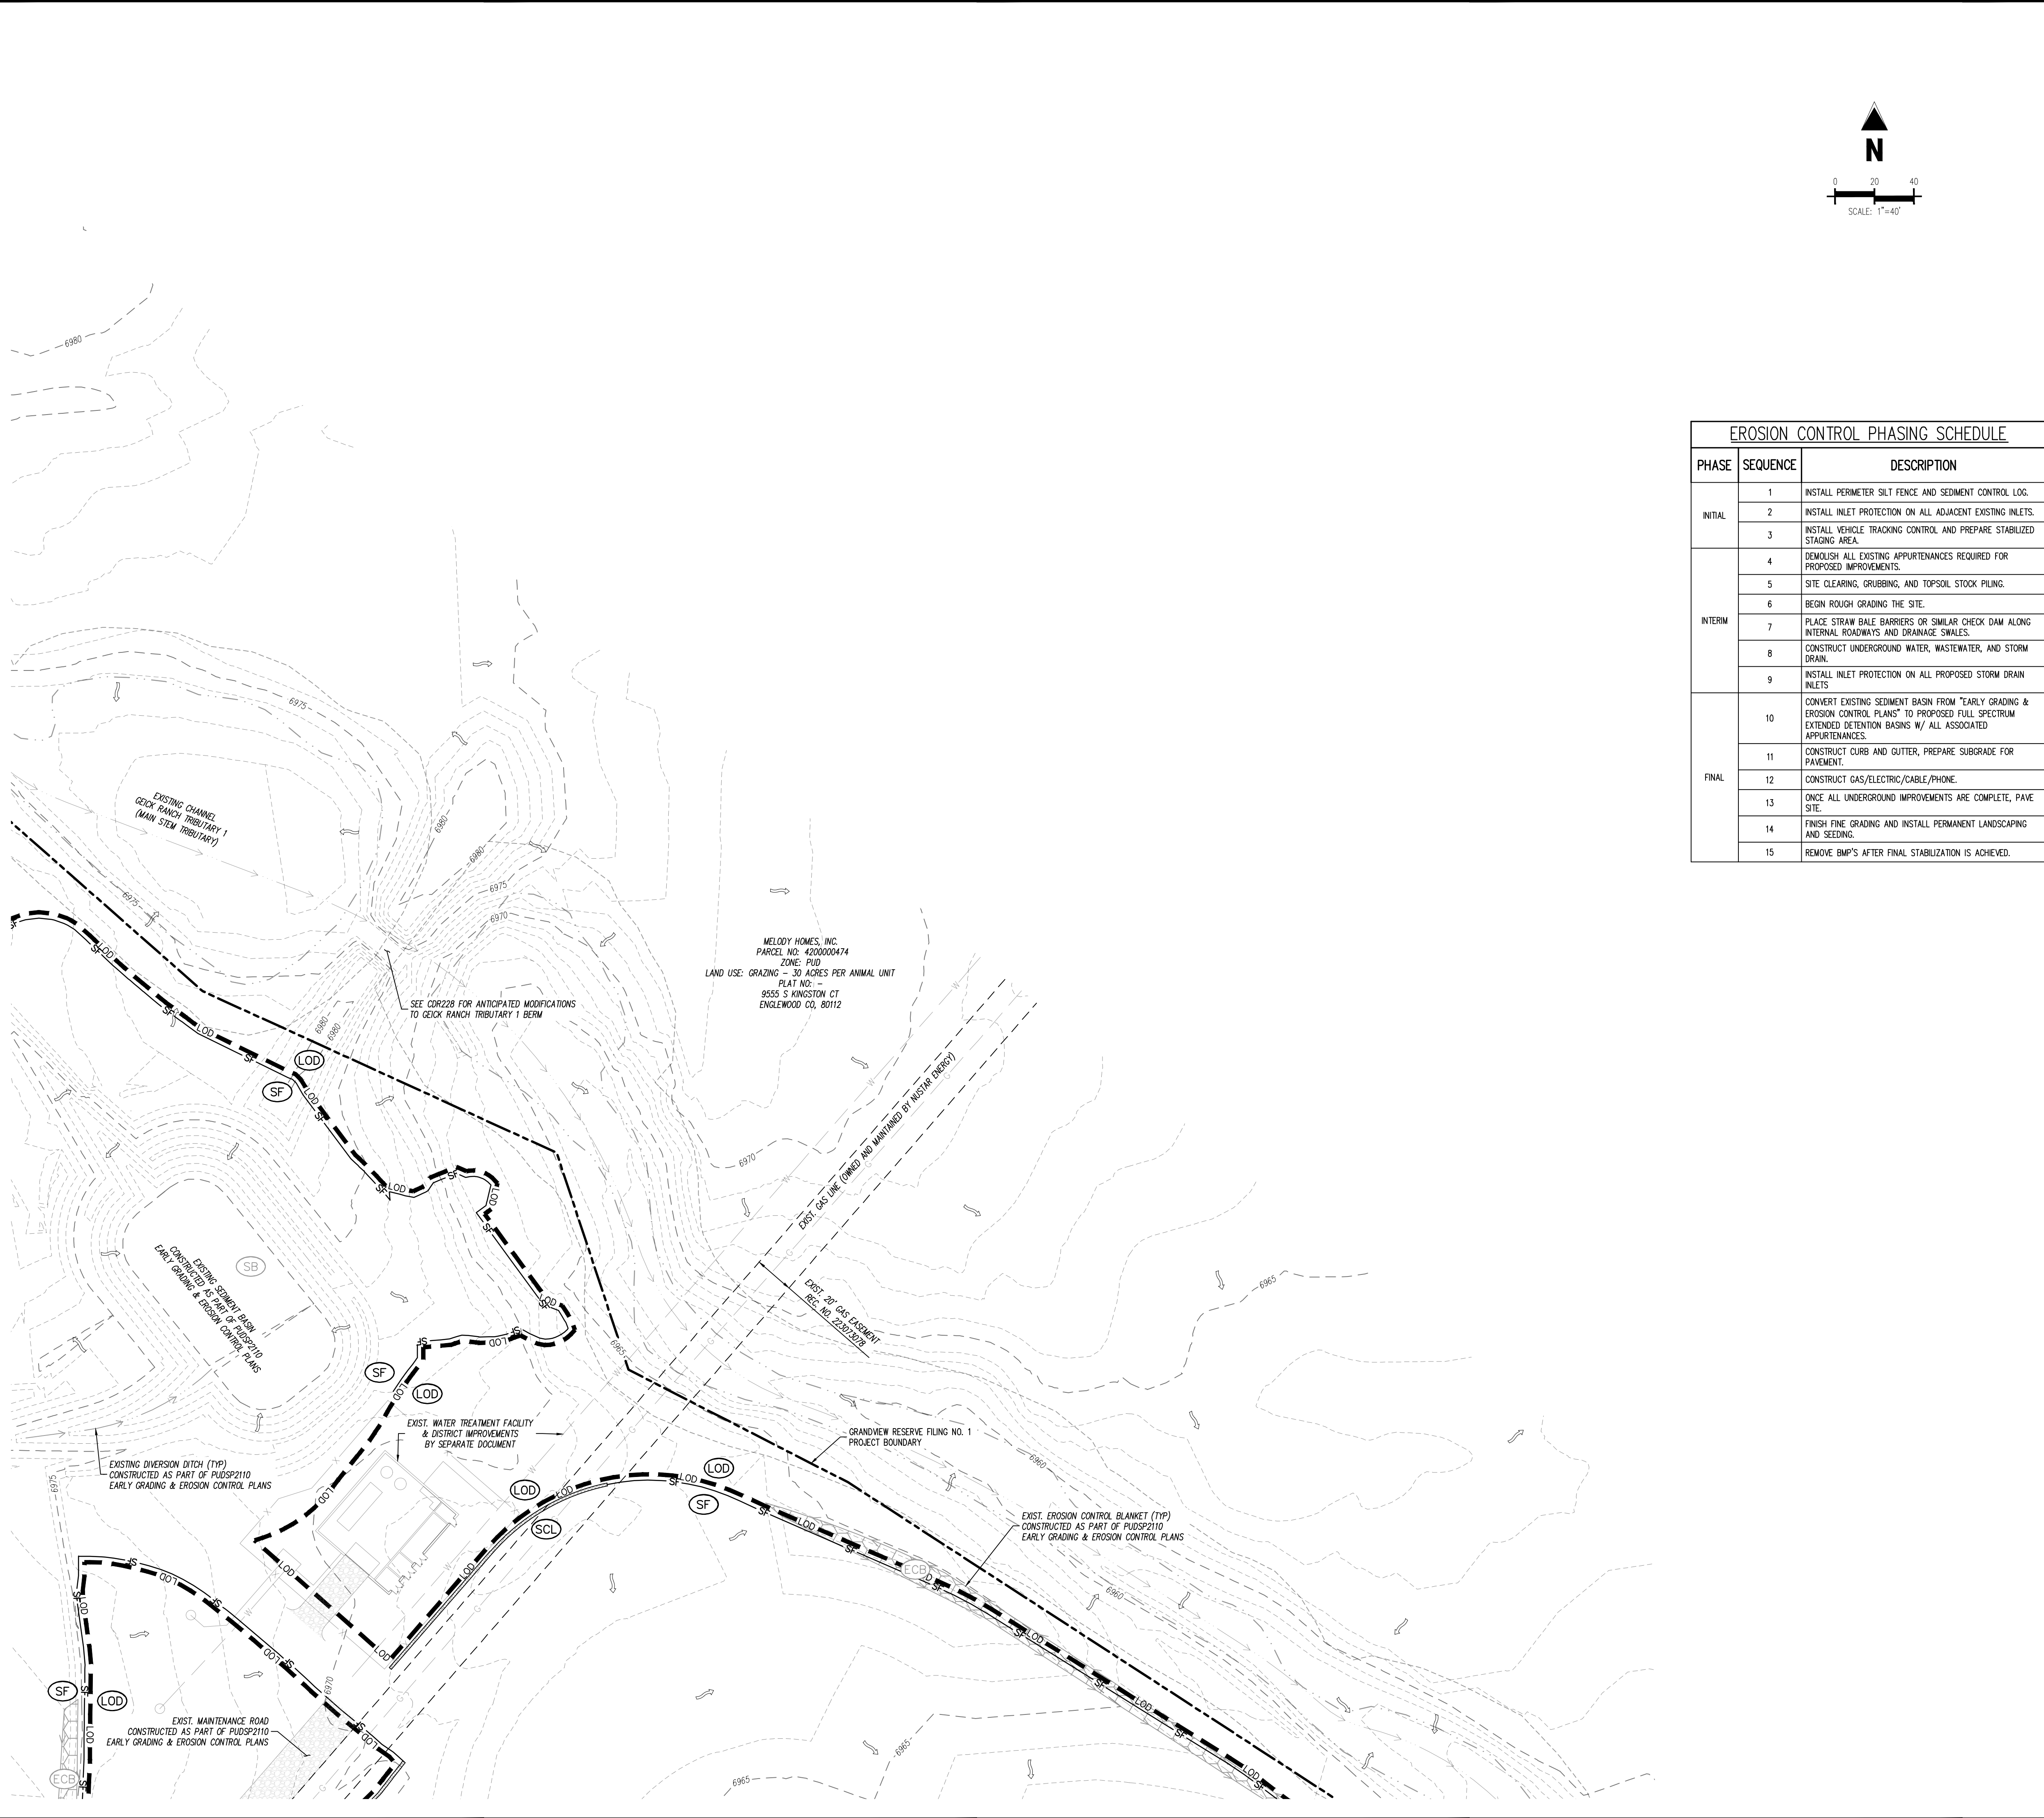 N
0 20 40
SCALE: 1"=40'
EROSION CONTROL PHASING SCHEDULE
PHASE SEQUENCE DESCRIPTION
INITIAL
1 INSTALL PERIMETER SILT FENCE AND SEDIMENT CONTROL LOG.
2 INSTALL INLET PROTECTION ON ALL ADJACENT EXISTING INLETS.
3 INSTALL VEHICLE TRACKING CONTROL AND PREPARE STABILIZED
STAGING AREA.
INTERIM
4 DEMOLISH ALL EXISTING APPURTENANCES REQUIRED FOR
PROPOSED IMPROVEMENTS.
5 SITE CLEARING, GRUBBING, AND TOPSOIL STOCK PILING.
6 BEGIN ROUGH GRADING THE SITE.
7 PLACE STRAW BALE BARRIERS OR SIMILAR CHECK DAM ALONG
INTERNAL ROADWAYS AND DRAINAGE SWALES.
8 CONSTRUCT UNDERGROUND WATER, WASTEWATER, AND STORM
DRAIN.
9 INSTALL INLET PROTECTION ON ALL PROPOSED STORM DRAIN
INLETS
FINAL
10 CONVERT EXISTING SEDIMENT BASIN FROM "EARLY GRADING &
EROSION CONTROL PLANS" TO PROPOSED FULL SPECTRUM
EXTENDED DETENTION BASINS W/ ALL ASSOCIATED
APPURTENANCES.
11 CONSTRUCT CURB AND GUTTER, PREPARE SUBGRADE FOR
PAVEMENT.
12 CONSTRUCT GAS/ELECTRIC/CABLE/PHONE.
13 ONCE ALL UNDERGROUND IMPROVEMENTS ARE COMPLETE, PAVE
SITE.
14 FINISH FINE GRADING AND INSTALL PERMANENT LANDSCAPING
AND SEEDING.
15 REMOVE BMP'S AFTER FINAL STABILIZATION IS ACHIEVED.
6980
6975
EXISTING CHANNEL
GEICK RANCH TRIBUTARY 1
(MAIN STEM TRIBUTARY)
6980
6980
6975
6970
6975
MELODY HOMES, INC.
PARCEL NO: 4200000474
ZONE: PUD
LAND USE: GRAZING – 30 ACRES PER ANIMAL UNIT
PLAT NO: –
9555 S KINGSTON CT
ENGLEWOOD CO, 80112
SEE CDR228 FOR ANTICIPATED MODIFICATIONS
TO GEICK RANCH TRIBUTARY 1 BERM
6980
6980
LOD
SF
EXIST. GAS LINE (OWNED AND MAINTAINED BY NUSTAR ENERGY)
6970
EXIST. 20' GAS EASEMENT
REC. NO. 223073078
6965
SB
EXISTING SEDIMENT BASIN
CONSTRUCTED AS PART OF PUDSP2110
EARLY GRADING & EROSION CONTROL PLANS
6965
SF
LOD
EXIST. WATER TREATMENT FACILITY
& DISTRICT IMPROVEMENTS
BY SEPARATE DOCUMENT
GRANDVIEW RESERVE FILING NO. 1
PROJECT BOUNDARY
6960
EXISTING DIVERSION DITCH (TYP)
CONSTRUCTED AS PART OF PUDSP2110
EARLY GRADING & EROSION CONTROL PLANS
6975
LOD
LOD
SF
SCL
EXIST. EROSION CONTROL BLANKET (TYP)
CONSTRUCTED AS PART OF PUDSP2110
EARLY GRADING & EROSION CONTROL PLANS
ECB
6960
SF
LOD
6970
EXIST. MAINTENANCE ROAD
CONSTRUCTED AS PART OF PUDSP2110
EARLY GRADING & EROSION CONTROL PLANS
ECB
6965
6965